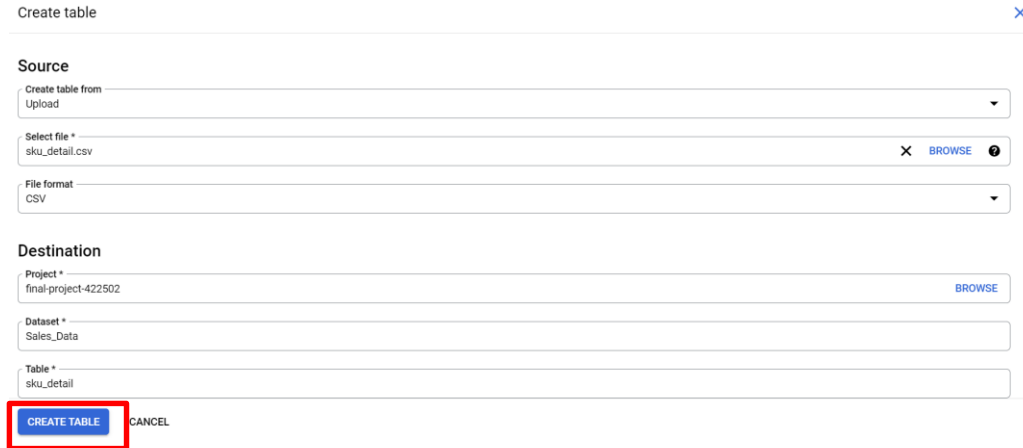 Create table
Source
Create table from
Upload
Select file *
sku_detail.csv
BROWSE
File format
CSV
Destination
Project *
final-project-422502
BROWSE
Dataset *
Sales_Data
Table *
sku_detail
CREATE TABLE CANCEL